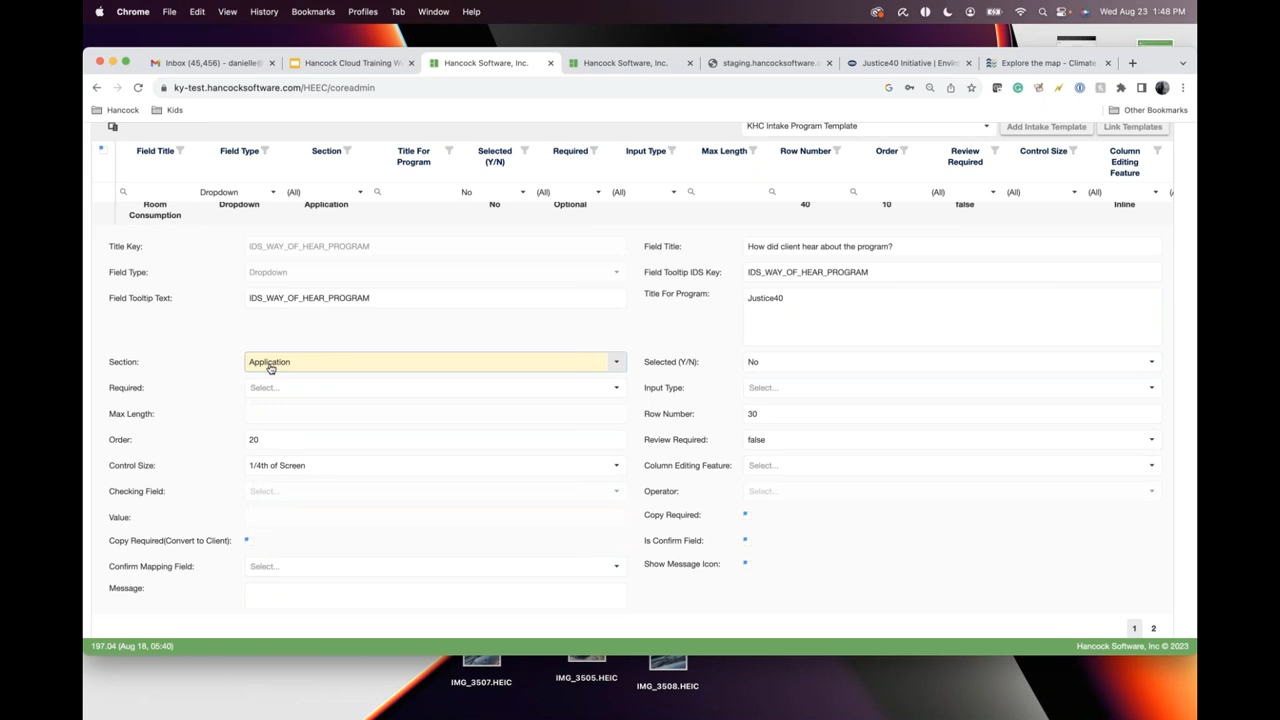 Chrome File Edit View History Bookmarks Profiles Tab Window Help Wed Aug 23 1:48 PM
Inbox (45,456) - danielle@ Hancock Cloud Training W Hancock Software, Inc. Hancock Software, Inc. staging.hancocksoftware.c Justice40 Initiative | Envir Explore the map - Climate
ky-test.hancocksoftware.com/HEEC/coreadmin
Hancock Kids Other Bookmarks
KHC Intake Program Template Add Intake Template Link Templates
Field Title Field Type Section Title For Program Selected (Y/N) Required Input Type Max Length Row Number Order Review Required Control Size Column Editing Feature
Dropdown (All) No (All) (All) (All) (All) (All)
Room Consumption Dropdown Application No Optional 40 10 false Inline
Title Key: IDS_WAY_OF_HEAR_PROGRAM Field Title: How did client hear about the program?
Field Type: Dropdown Field Tooltip IDS Key: IDS_WAY_OF_HEAR_PROGRAM
Field Tooltip Text: IDS_WAY_OF_HEAR_PROGRAM Title For Program: Justice40
Section: Application Selected (Y/N): No
Required: Select... Input Type: Select...
Max Length: Row Number: 30
Order: 20 Review Required: false
Control Size: 1/4th of Screen Column Editing Feature: Select...
Checking Field: Select... Operator: Select...
Value: Copy Required:
Copy Required(Convert to Client): Is Confirm Field:
Confirm Mapping Field: Select... Show Message Icon:
Message:
1 2
197.04 (Aug 18, 05:40) Hancock Software, Inc © 2023
IMG_3507.HEIC IMG_3505.HEIC IMG_3508.HEIC